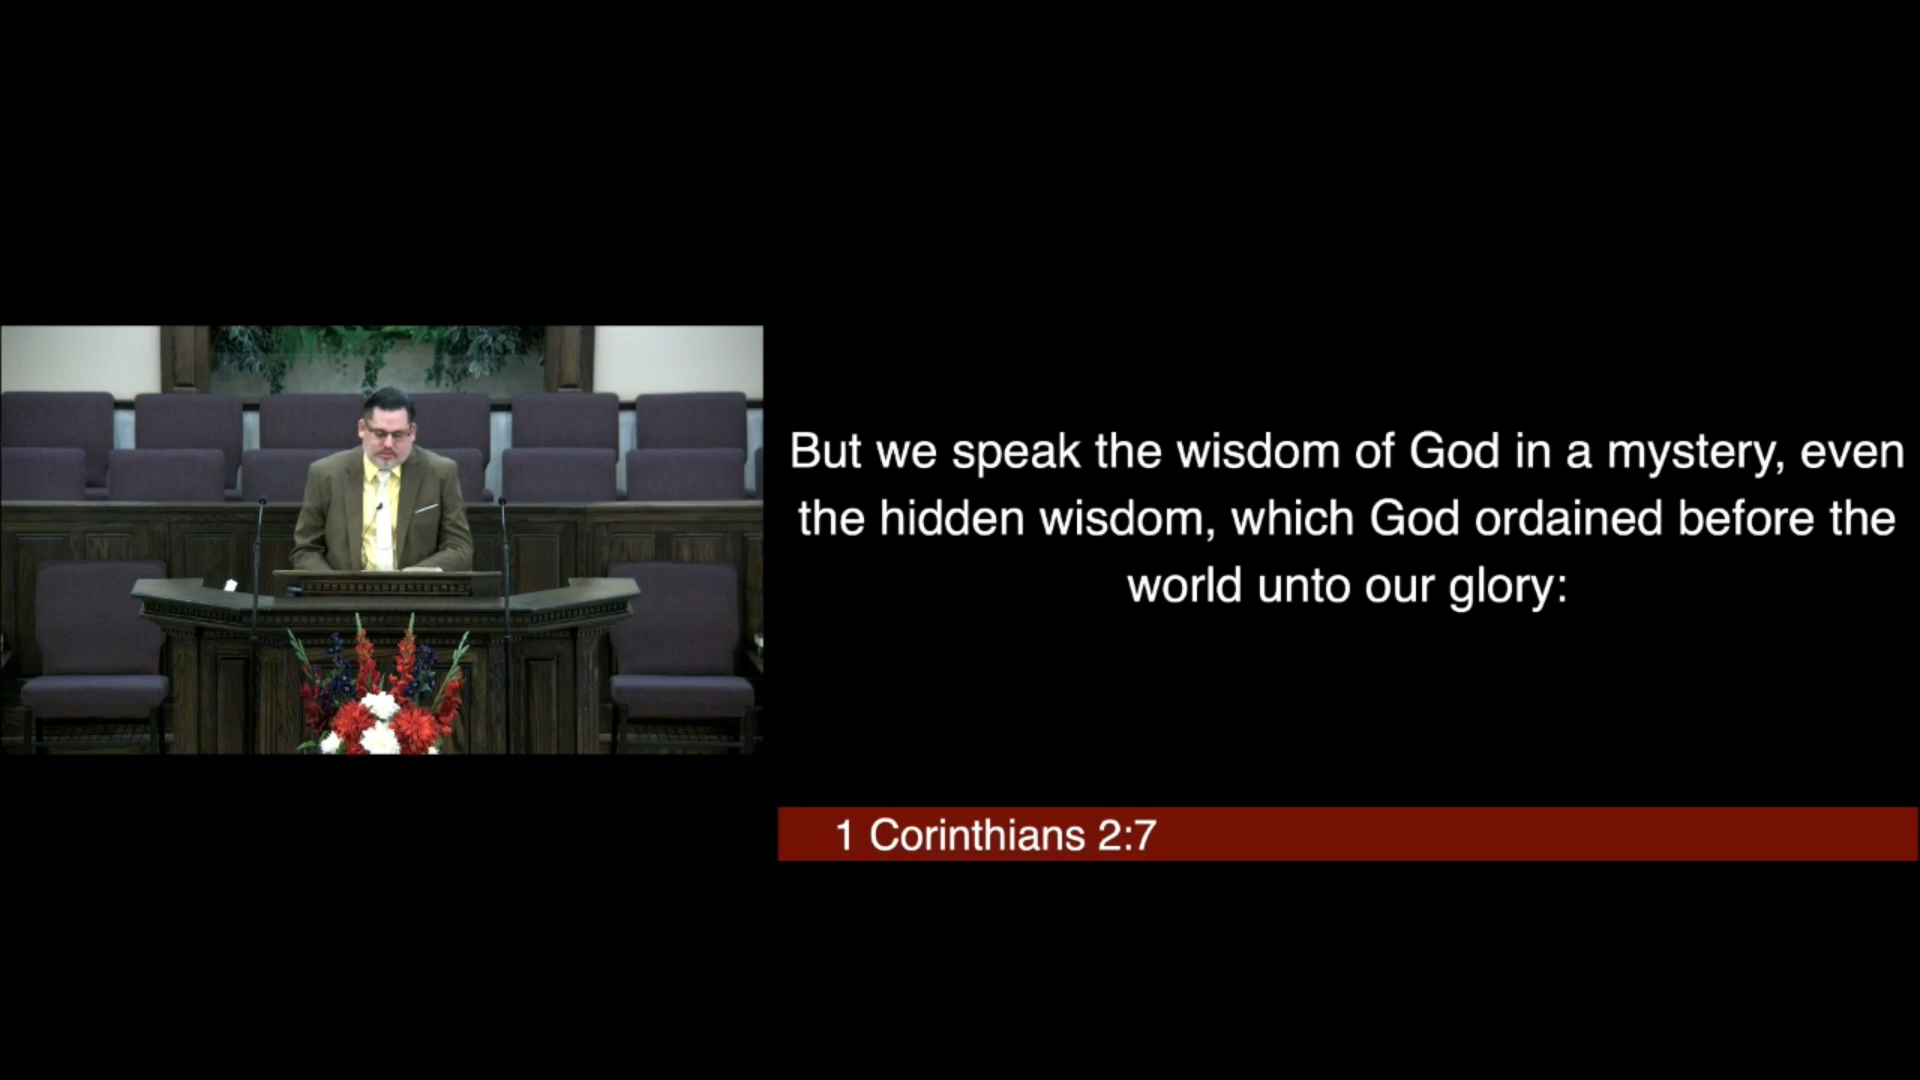 But we speak the wisdom of God in a mystery, even
the hidden wisdom, which God ordained before the
world unto our glory:
1 Corinthians 2:7